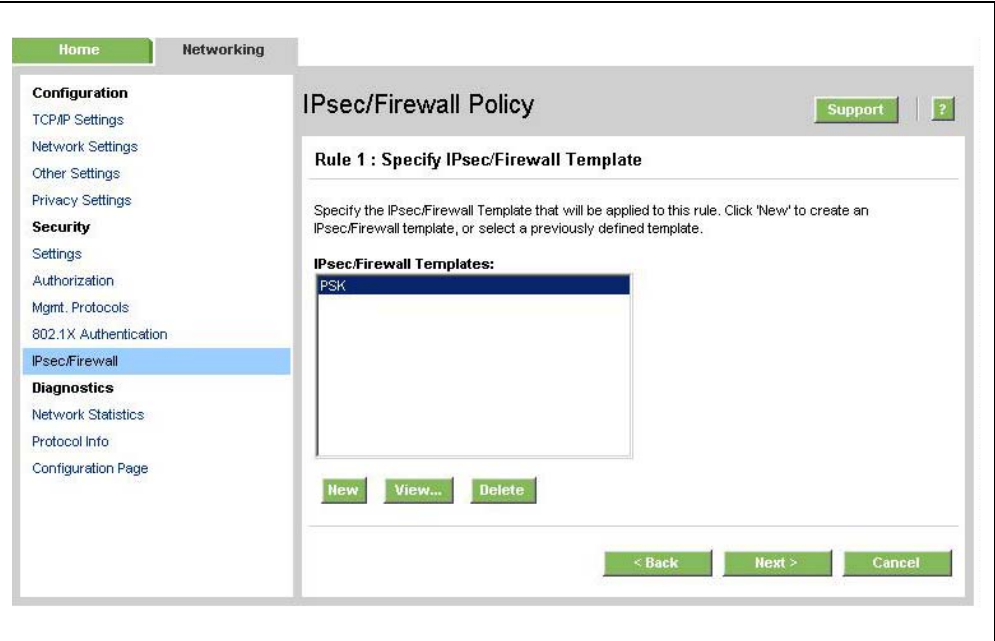 Home
Networking
Configuration
TCP/IP Settings
Network Settings
Other Settings
Privacy Settings
Security
Settings
Authorization
Mgmt. Protocols
802.1X Authentication
IPsec/Firewall
Diagnostics
Network Statistics
Protocol Info
Configuration Page
IPsec/Firewall Policy
Support
?
Rule 1 : Specify IPsec/Firewall Template
Specify the IPsec/Firewall Template that will be applied to this rule. Click 'New' to create an
IPsec/Firewall template, or select a previously defined template.
IPsec/Firewall Templates:
PSK
New
View...
Delete
< Back
Next >
Cancel